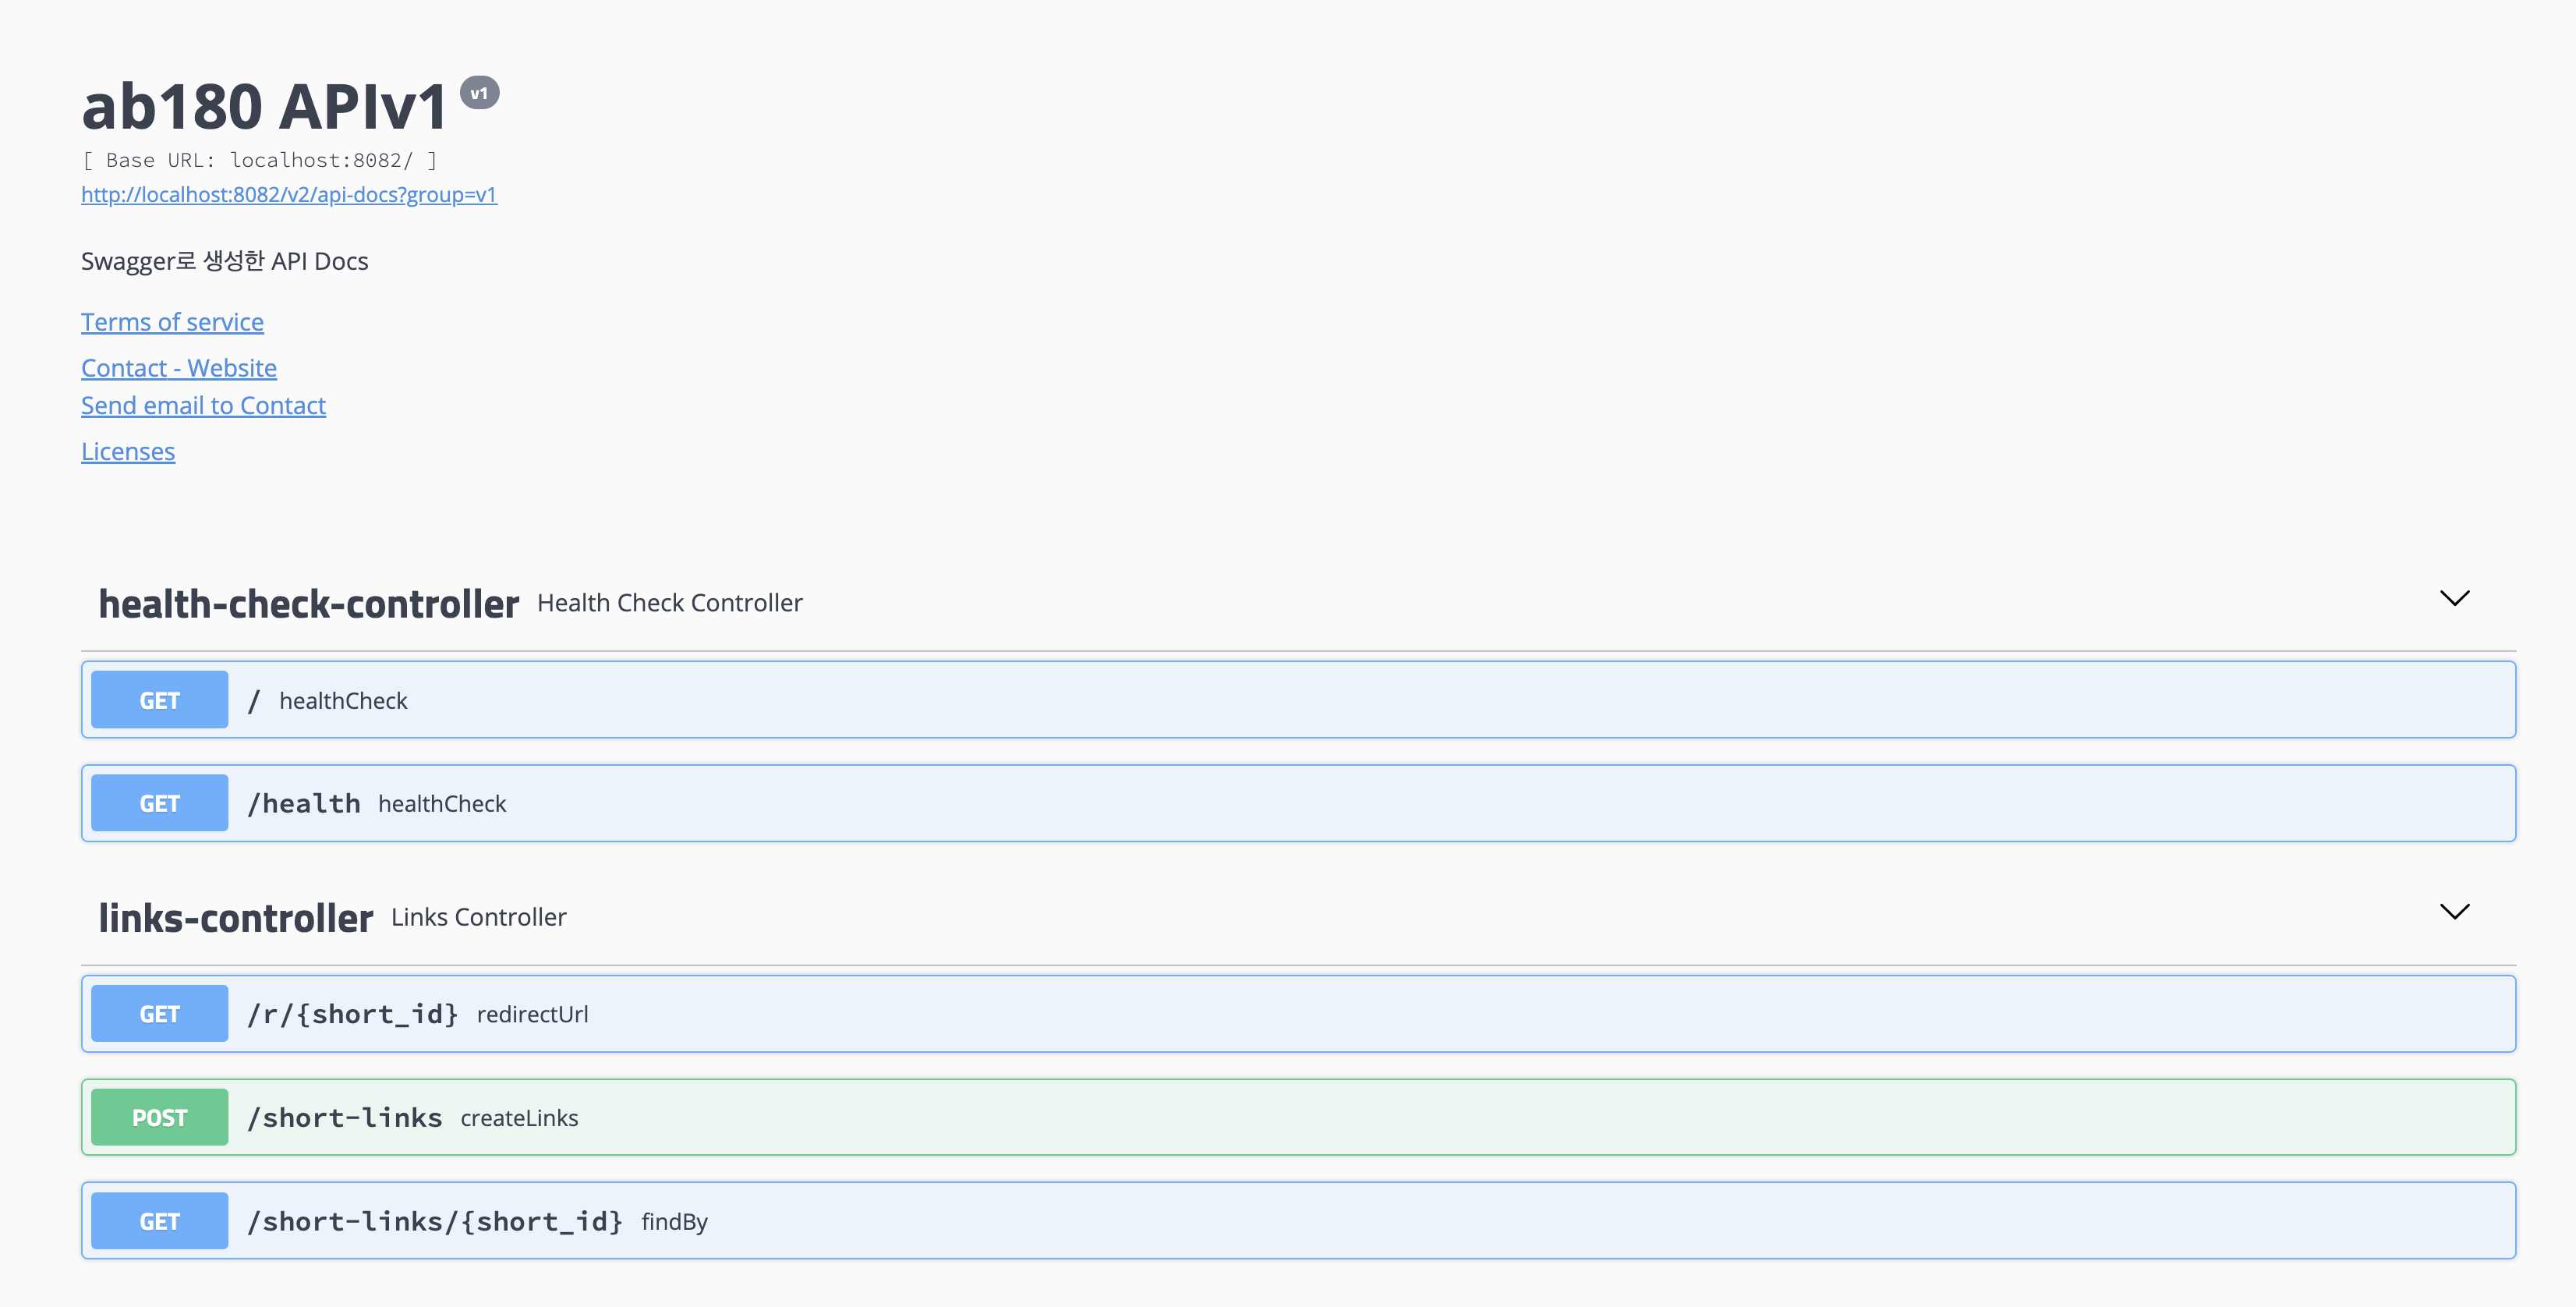 ab180 APIv1 v1
[ Base URL: localhost:8082/ ]
http://localhost:8082/v2/api-docs?group=v1
Swagger로 생성한 API Docs
Terms of service
Contact - Website
Send email to Contact
Licenses
health-check-controller Health Check Controller
GET / healthCheck
GET /health healthCheck
links-controller Links Controller
GET /r/{short_id} redirectUrl
POST /short-links createLinks
GET /short-links/{short_id} findBy